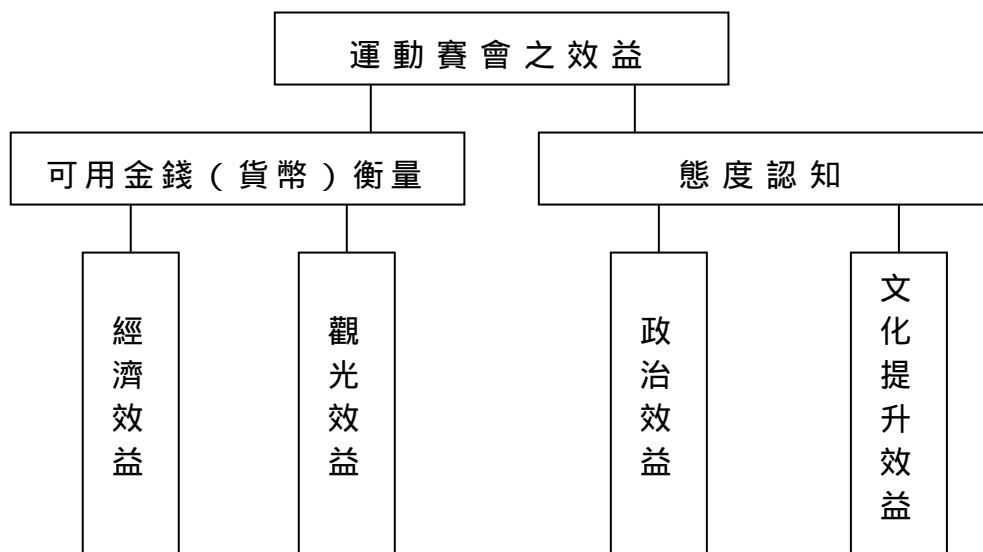 運動賽會之效益
可用金錢(貨幣)衡量
態度認知
經濟效益
觀光效益
政治效益
文化提升效益